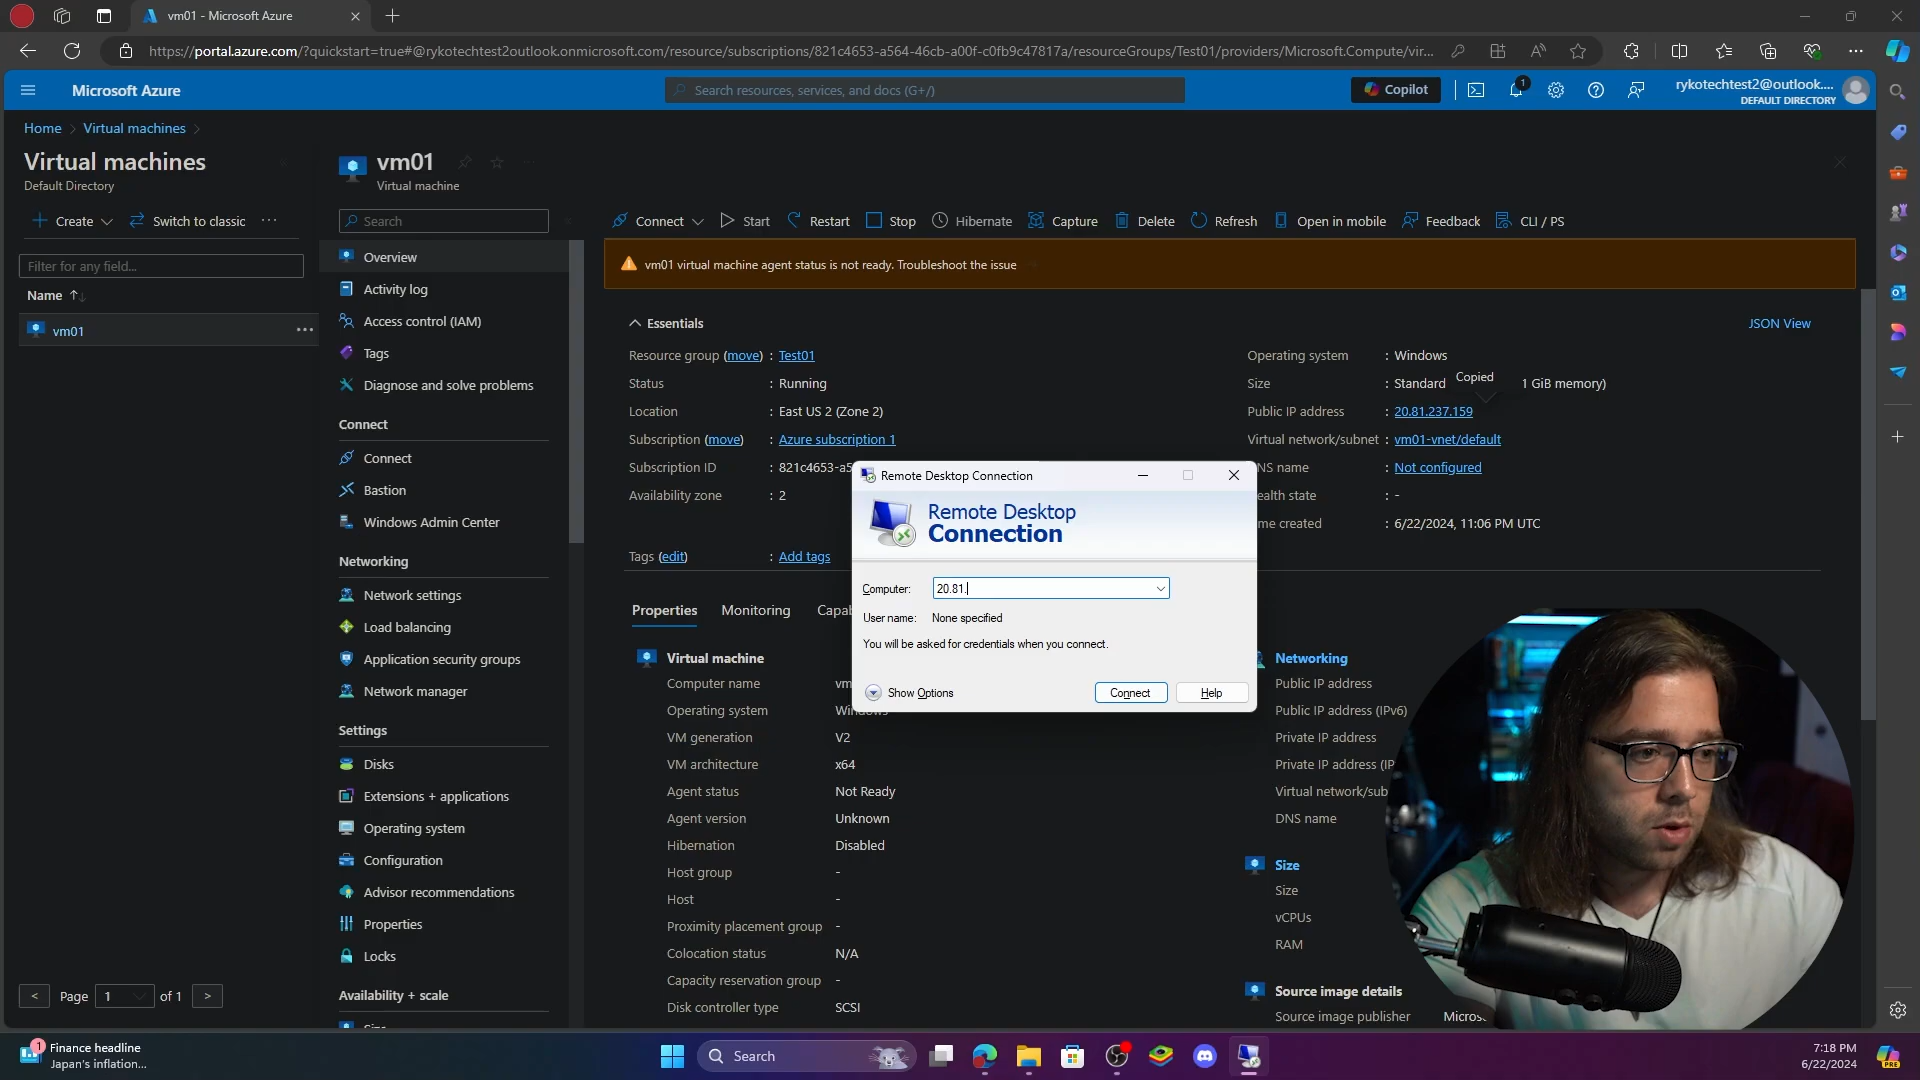 vm01 - Microsoft Azure
https://portal.azure.com/?quickstart=true#@rykotechtest2outlook.onmicrosoft.com/resource/subscriptions/821c4653-a564-46cb-a00f-c0fb9c47817a/resourceGroups/Test01/providers/Microsoft.Compute/vir...
Microsoft Azure
Search resources, services, and docs (G+/)
Copilot
1
rykotechtest2@outlook....
DEFAULT DIRECTORY
Home > Virtual machines >
Virtual machines
Default Directory
vm01
Virtual machine
Create
Switch to classic
Search
Connect
Start
Restart
Stop
Hibernate
Capture
Delete
Refresh
Open in mobile
Feedback
CLI / PS
Filter for any field...
Name
vm01
Overview
Activity log
Access control (IAM)
Tags
Diagnose and solve problems
Connect
Connect
Bastion
Windows Admin Center
Networking
Network settings
Load balancing
Application security groups
Network manager
Settings
Disks
Extensions + applications
Operating system
Configuration
Advisor recommendations
Properties
Locks
Availability + scale
Size
< Page 1 of 1 >
vm01 virtual machine agent status is not ready. Troubleshoot the issue
Essentials
JSON View
Resource group (move) : Test01
Status : Running
Location : East US 2 (Zone 2)
Subscription (move) : Azure subscription 1
Subscription ID : 821c4653-a5
Availability zone : 2
Tags (edit) : Add tags
Operating system : Windows
Size : Standard Copied 1 GiB memory)
Public IP address : 20.81.237.159
Virtual network/subnet : vm01-vnet/default
NS name : Not configured
ealth state : -
me created : 6/22/2024, 11:06 PM UTC
Remote Desktop Connection
Remote Desktop
Connection
Computer: 20.81.
User name: None specified
You will be asked for credentials when you connect.
Show Options
Connect
Help
Properties
Monitoring
Capab
Virtual machine
Computer name vm
Operating system Windows
VM generation V2
VM architecture x64
Agent status Not Ready
Agent version Unknown
Hibernation Disabled
Host group -
Host -
Proximity placement group -
Colocation status N/A
Capacity reservation group -
Disk controller type SCSI
Networking
Public IP address
Public IP address (IPv6)
Private IP address
Private IP address (IP
Virtual network/sub
DNS name
Size
Size
vCPUs
RAM
Source image details
Source image publisher Micros
1
Finance headline
Japan's inflation...
Search
7:18 PM
6/22/2024
PRE